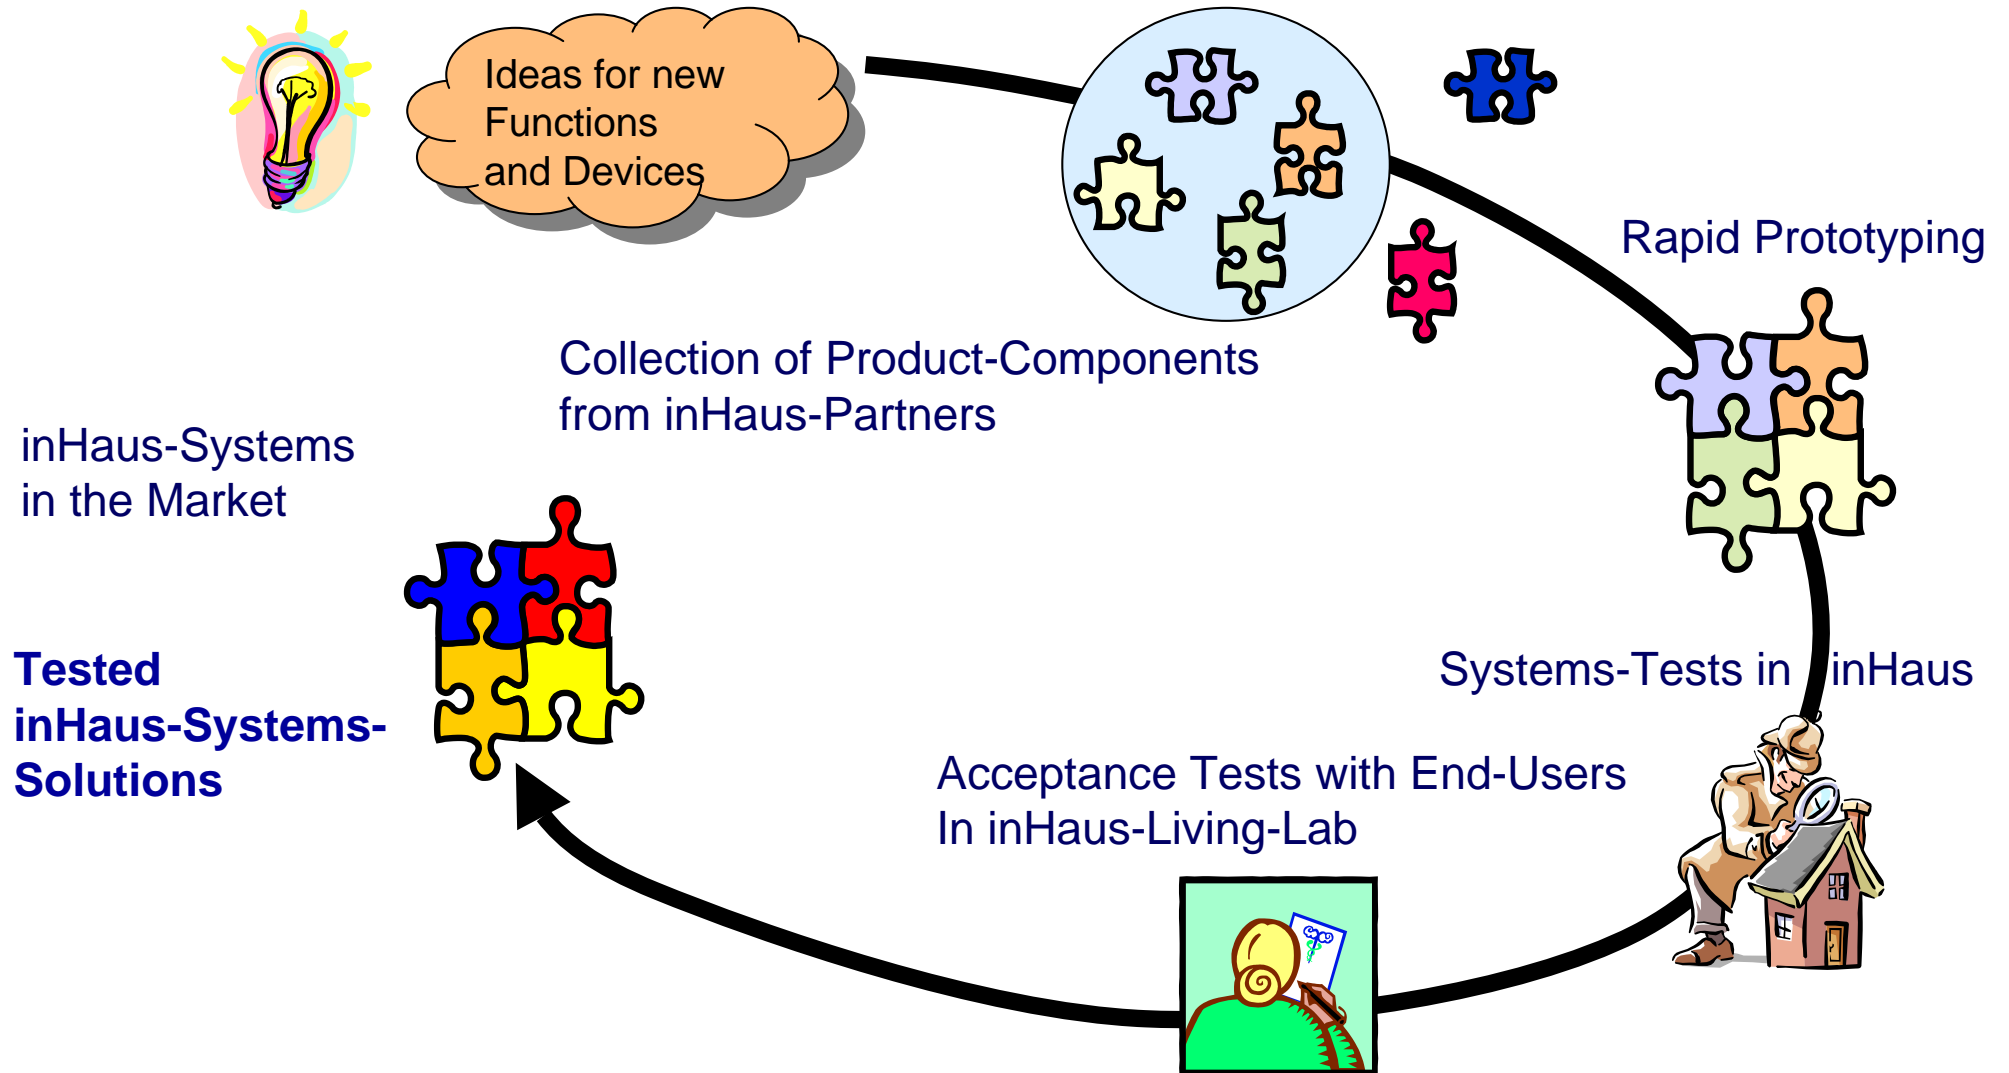 Ideas for new
Functions
and Devices
Rapid Prototyping
Collection of Product-Components
from inHaus-Partners
inHaus-Systems
in the Market
Tested
inHaus-Systems-
Solutions
Systems-Tests in inHaus
Acceptance Tests with End-Users
In inHaus-Living-Lab